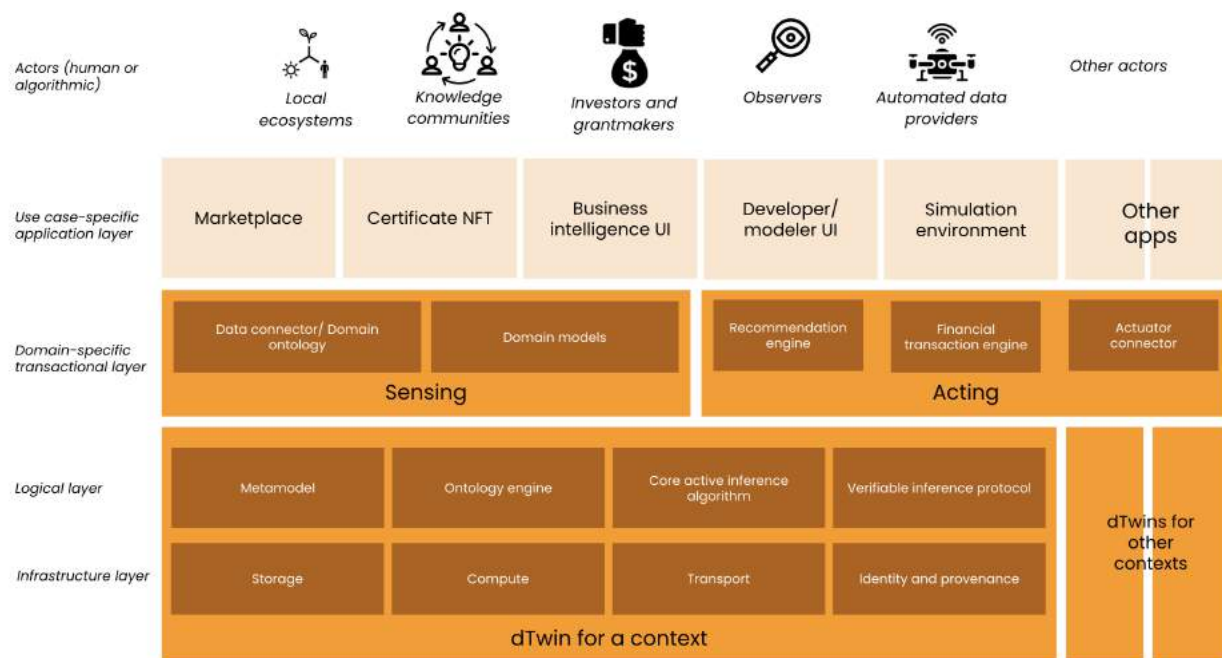 Actors (human or
algorithmic)
Local
ecosystems
Knowledge
communities
$
Investors and
grantmakers
Observers
Automated data
providers
Other actors
Use case-specific
application layer
Marketplace
Certificate NFT
Business
intelligence UI
Developer/
modeler UI
Simulation
environment
Other
apps
Domain-specific
transactional layer
Data connector/ Domain
ontology
Domain models
Sensing
Recommendation
engine
Financial
transaction engine
Actuator
connector
Acting
Logical layer
Metamodel
Ontology engine
Core active inference
algorithm
Verifiable inference protocol
Infrastructure layer
Storage
Compute
Transport
Identity and provenance
dTwin for a context
dTwins for
other
contexts